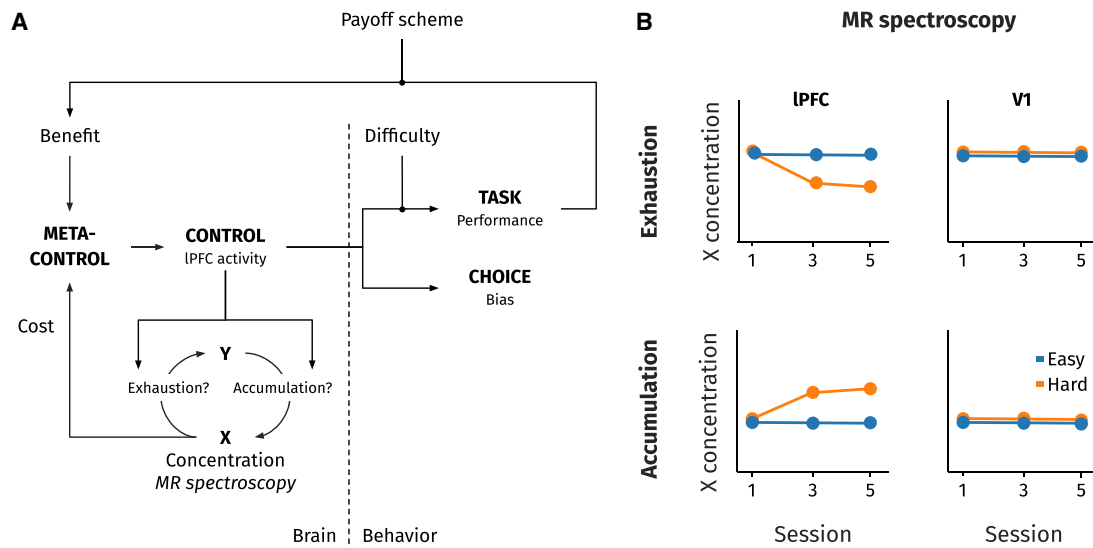 A
Payoff scheme
Benefit
Difficulty
META-
CONTROL
CONTROL
lPFC activity
TASK
Performance
CHOICE
Bias
Cost
Y
Exhaustion?
Accumulation?
X
Concentration
MR spectroscopy
Brain
Behavior
B
MR spectroscopy
lPFC
V1
Exhaustion
X concentration
1
3
5
1
3
5
Accumulation
X concentration
Easy
Hard
1
3
5
1
3
5
Session
Session